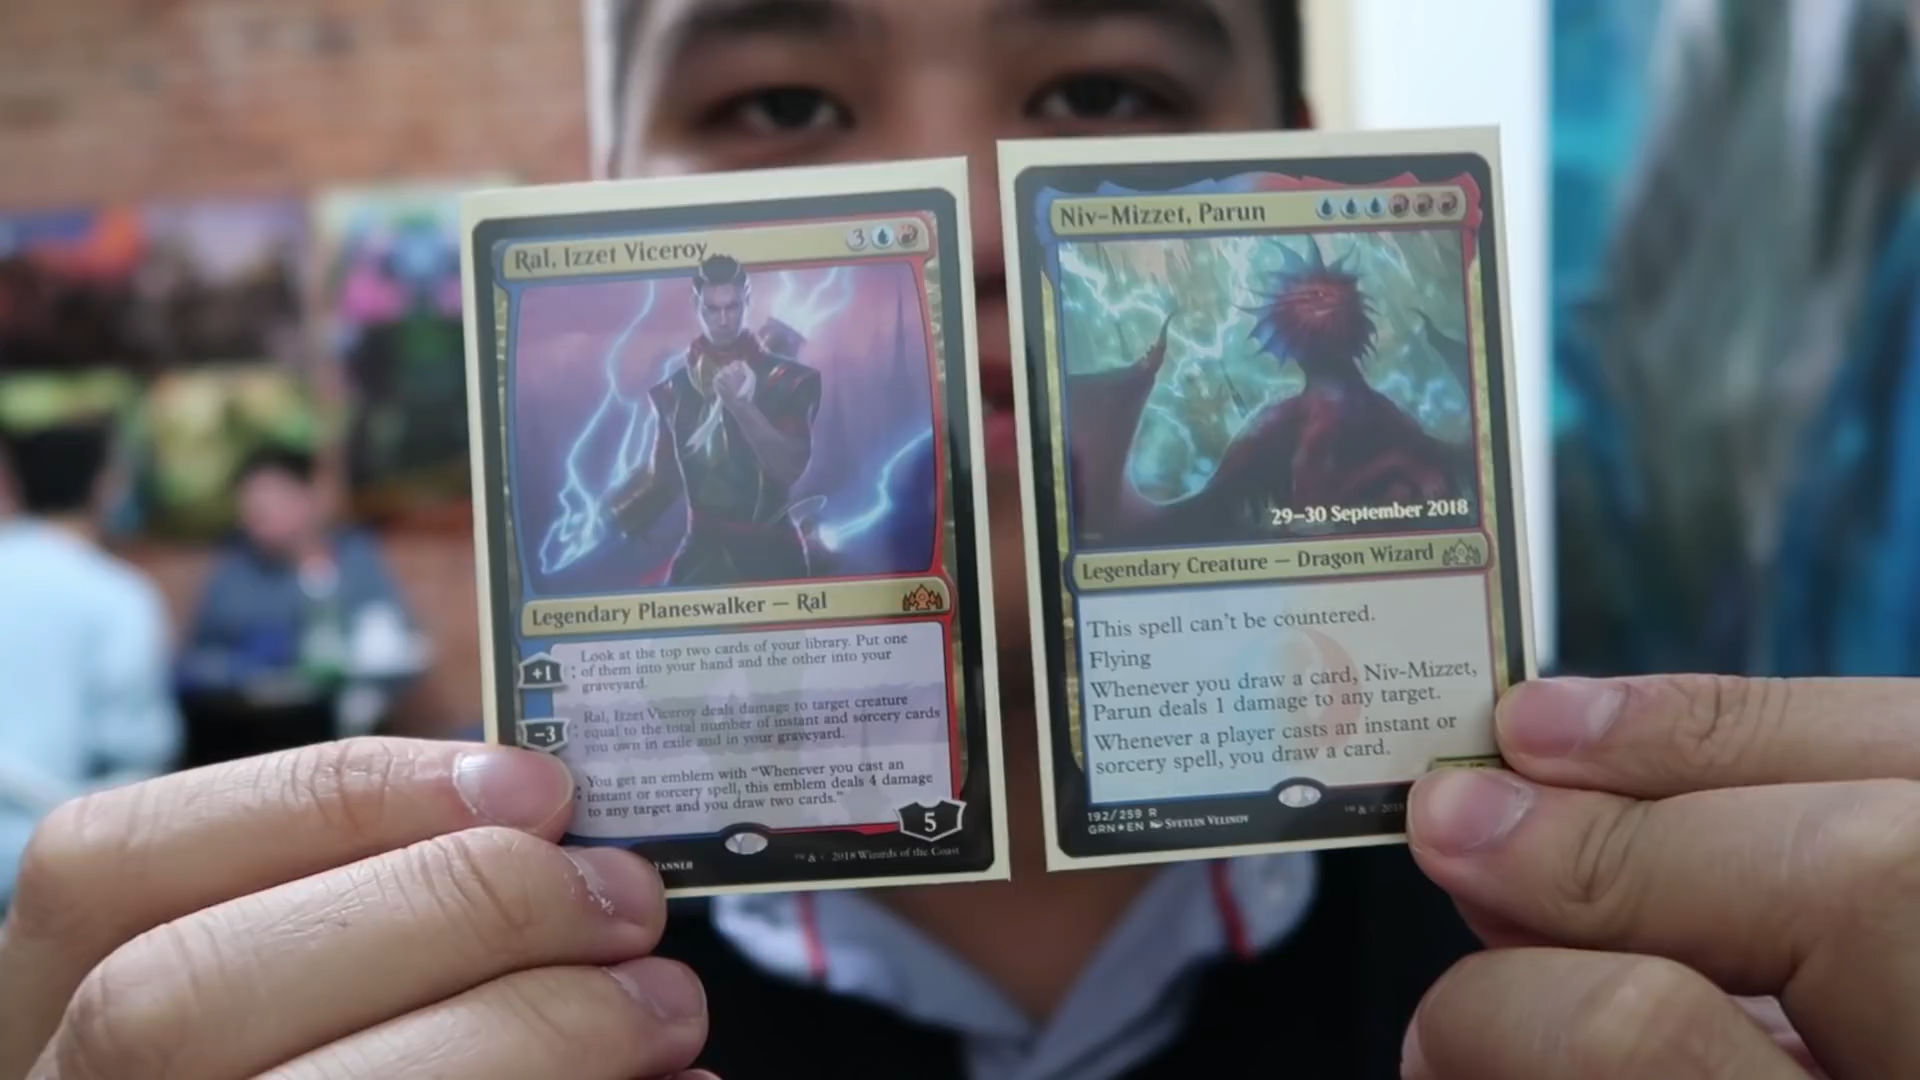 Ral, Izzet Viceroy
3
Legendary Planeswalker — Ral
+1
: Look at the top two cards of your library. Put one
of them into your hand and the other into your
graveyard.
-3
: Ral, Izzet Viceroy deals damage to target creature
equal to the total number of instant and sorcery cards
you own in exile and in your graveyard.
: You get an emblem with “Whenever you cast an
instant or sorcery spell, this emblem deals 4 damage
to any target and you draw two cards.”
5
™ & © 2018 Wizards of the Coast
Niv-Mizzet, Parun
29–30 September 2018
Legendary Creature — Dragon Wizard
This spell can't be countered.
Flying
Whenever you draw a card, Niv-Mizzet,
Parun deals 1 damage to any target.
Whenever a player casts an instant or
sorcery spell, you draw a card.
192/259 R
GRN★EN Svetlin Velinov
™ & © 2018